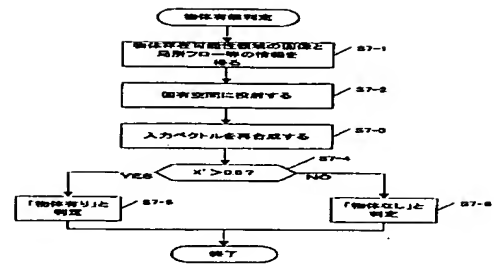 物体有無判定
物体存在可能性領域の画像と
局所フロー等の情報を
得る
S7-1
固有空間に投射する
S7-2
入力ベクトルを再合成する
S7-3
S7-4
X'>0.5?
YES
NO
「物体有り」と
判定
S7-5
「物体なし」と
判定
S7-6
終了